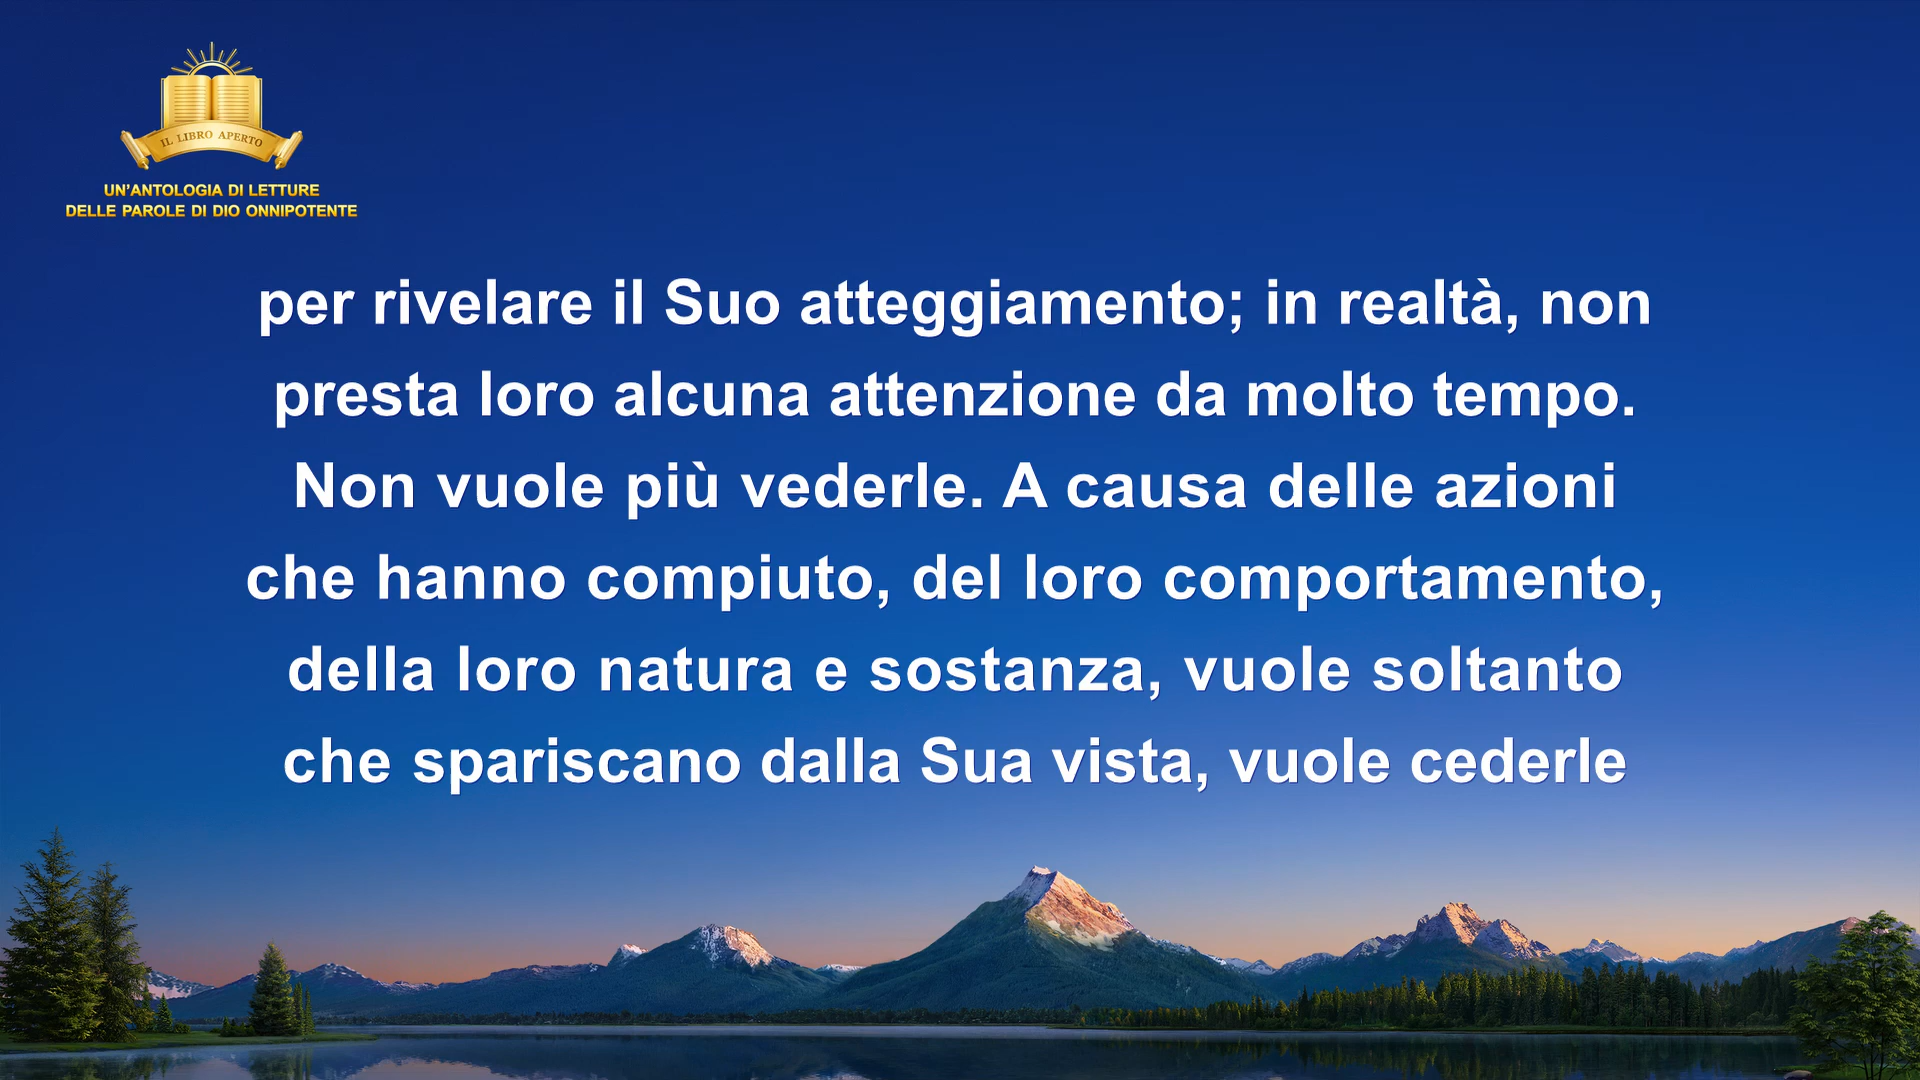 IL LIBRO APERTO
UN’ANTOLOGIA DI LETTURE
DELLE PAROLE DI DIO ONNIPOTENTE
per rivelare il Suo atteggiamento; in realtà, non
presta loro alcuna attenzione da molto tempo.
Non vuole più vederle. A causa delle azioni
che hanno compiuto, del loro comportamento,
della loro natura e sostanza, vuole soltanto
che spariscano dalla Sua vista, vuole cederle